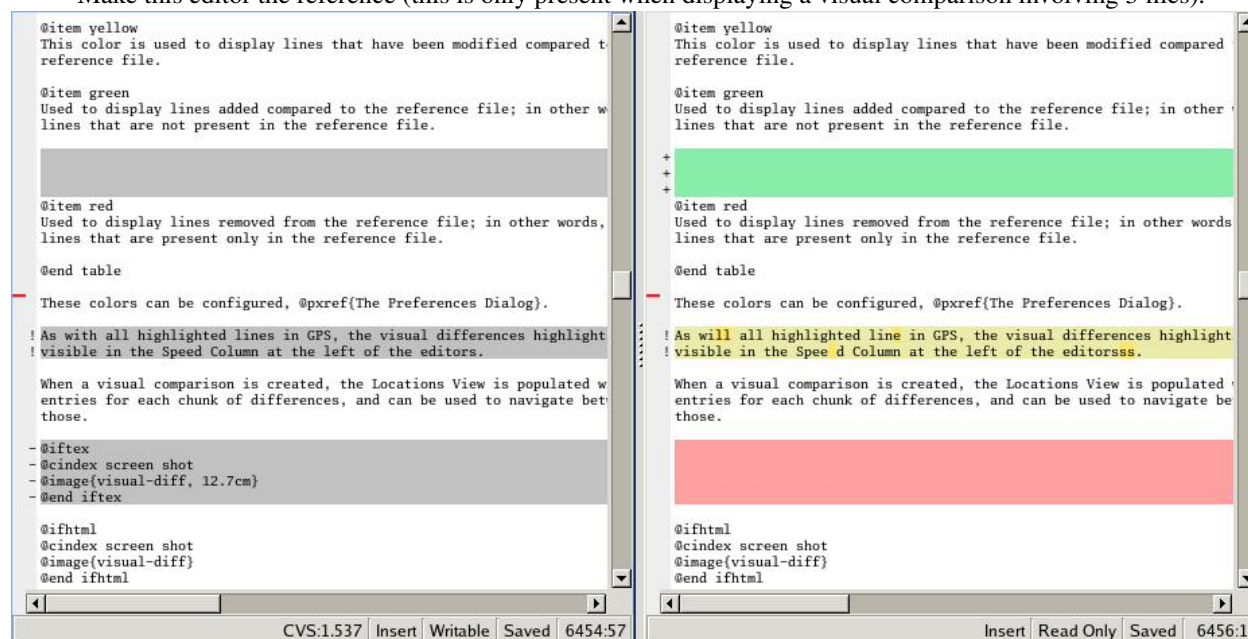 Make this editor the reference (this is only present when displaying a visual comparison involving 3 files).
@item yellow
This color is used to display lines that have been modified compared t
reference file.
@item green
Used to display lines added compared to the reference file; in other w
lines that are not present in the reference file.
@item red
Used to display lines removed from the reference file; in other words,
lines that are present only in the reference file.
@end table
These colors can be configured, @pxref{The Preferences Dialog}.
! As with all highlighted lines in GPS, the visual differences highlight
! visible in the Speed Column at the left of the editors.
When a visual comparison is created, the Locations View is populated w
entries for each chunk of differences, and can be used to navigate bet
those.
- @iftex
- @cindex screen shot
- @image{visual-diff, 12.7cm}
- @end iftex
@ifhtml
@cindex screen shot
@image{visual-diff}
@end ifhtml
CVS:1.537 Insert Writable Saved 6454:57
@item yellow
This color is used to display lines that have been modified compared
reference file.
@item green
Used to display lines added compared to the reference file; in other
lines that are not present in the reference file.
+
+
+
@item red
Used to display lines removed from the reference file; in other words
lines that are present only in the reference file.
@end table
These colors can be configured, @pxref{The Preferences Dialog}.
! As will all highlighted line in GPS, the visual differences highlight
! visible in the Spee d Column at the left of the editorsss.
When a visual comparison is created, the Locations View is populated
entries for each chunk of differences, and can be used to navigate be
those.
@ifhtml
@cindex screen shot
@image{visual-diff}
@end ifhtml
Insert Read Only Saved 6456:1